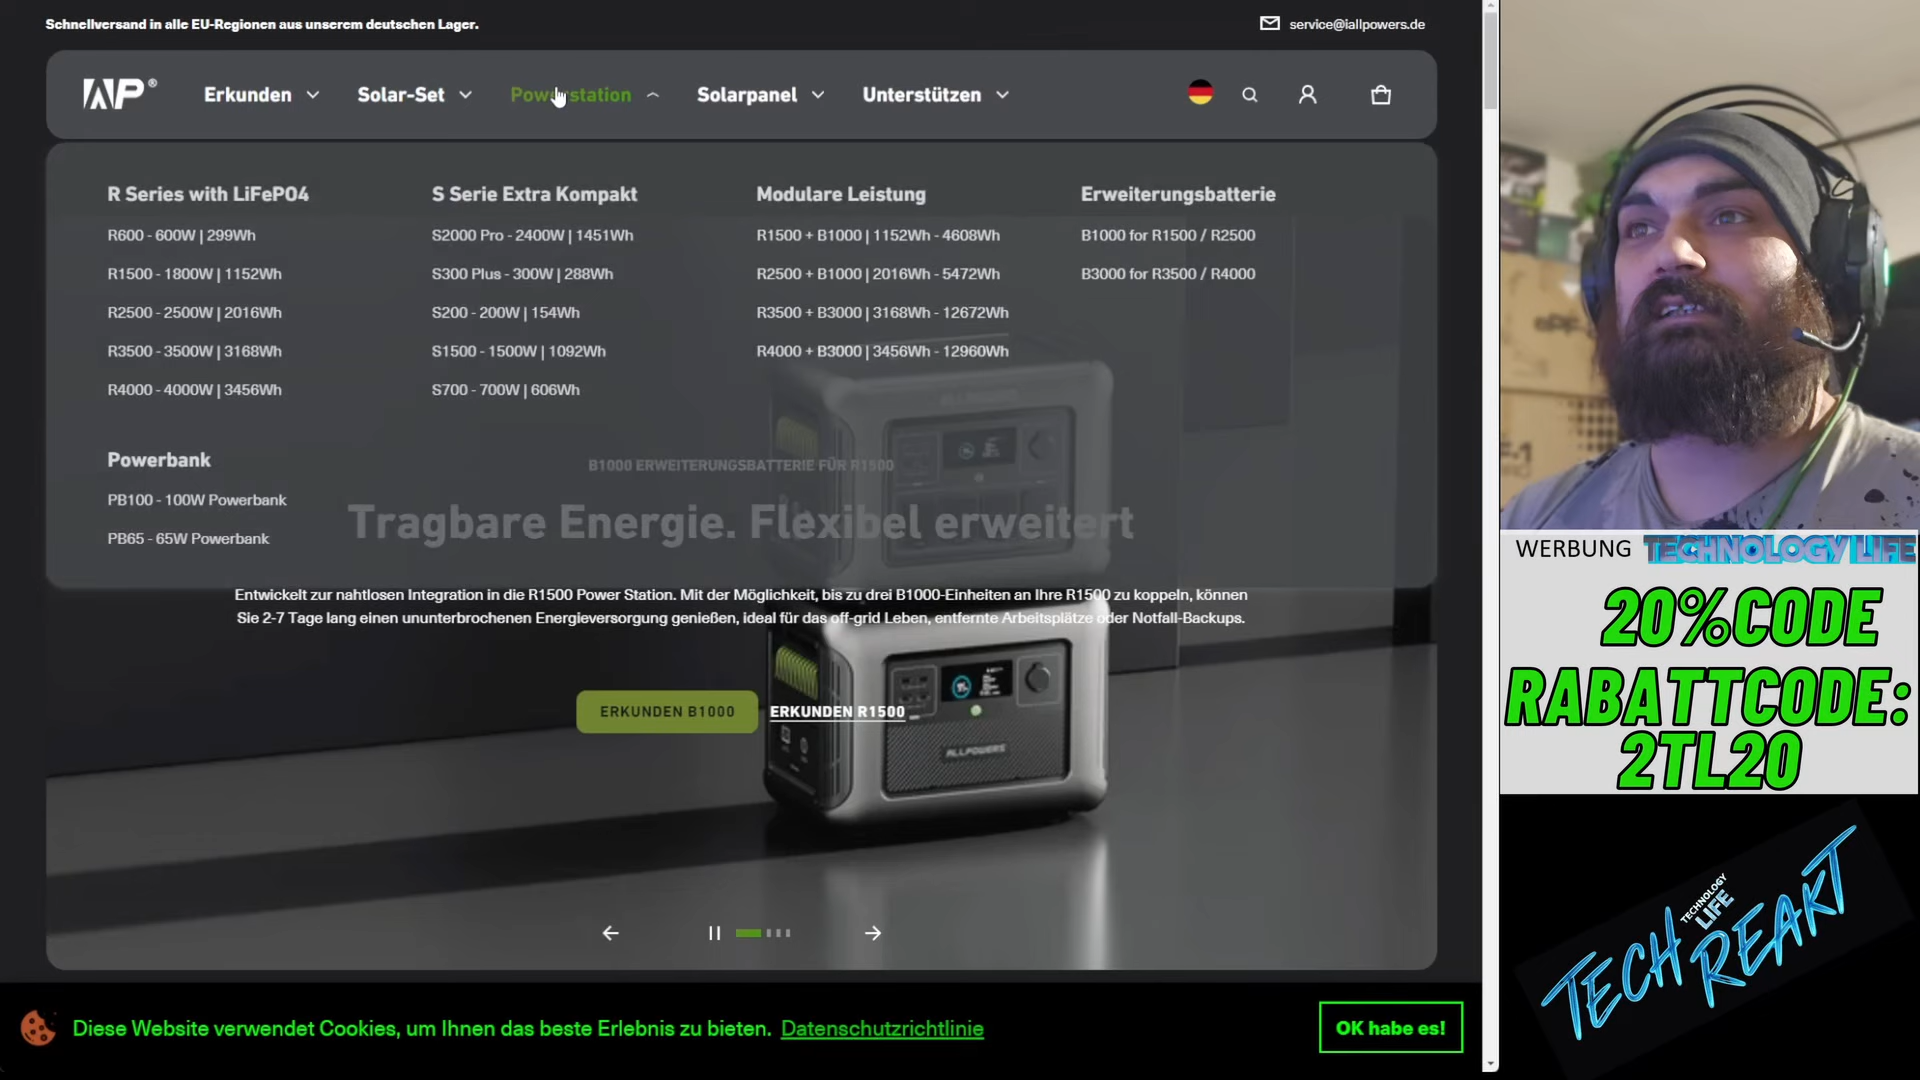 Schnellversand in alle EU-Regionen aus unserem deutschen Lager.
service@iallpowers.de
AP®
Erkunden
Solar-Set
Powerstation
Solarpanel
Unterstützen
R Series with LiFePO4
R600 - 600W | 299Wh
R1500 - 1800W | 1152Wh
R2500 - 2500W | 2016Wh
R3500 - 3500W | 3168Wh
R4000 - 4000W | 3456Wh
Powerbank
PB100 - 100W Powerbank
PB65 - 65W Powerbank
S Serie Extra Kompakt
S2000 Pro - 2400W | 1451Wh
S300 Plus - 300W | 288Wh
S200 - 200W | 154Wh
S1500 - 1500W | 1092Wh
S700 - 700W | 606Wh
Modulare Leistung
R1500 + B1000 | 1152Wh - 4608Wh
R2500 + B1000 | 2016Wh - 5472Wh
R3500 + B3000 | 3168Wh - 12672Wh
R4000 + B3000 | 3456Wh - 12960Wh
Erweiterungsbatterie
B1000 for R1500 / R2500
B3000 for R3500 / R4000
B1000 ERWEITERUNGSBATTERIE FÜR R1500
Tragbare Energie. Flexibel erweitert
Entwickelt zur nahtlosen Integration in die R1500 Power Station. Mit der Möglichkeit, bis zu drei B1000-Einheiten an Ihre R1500 zu koppeln, können
Sie 2-7 Tage lang einen ununterbrochenen Energieversorgung genießen, ideal für das off-grid Leben, entfernte Arbeitsplätze oder Notfall-Backups.
ERKUNDEN B1000
ERKUNDEN R1500
ALLPOWERS
Diese Website verwendet Cookies, um Ihnen das beste Erlebnis zu bieten. Datenschutzrichtlinie
OK habe es!
WERBUNG TECHNOLOGY LIFE
20%CODE
RABATTCODE:
2TL20
TECHNOLOGY
LIFE
TECH
REAKT